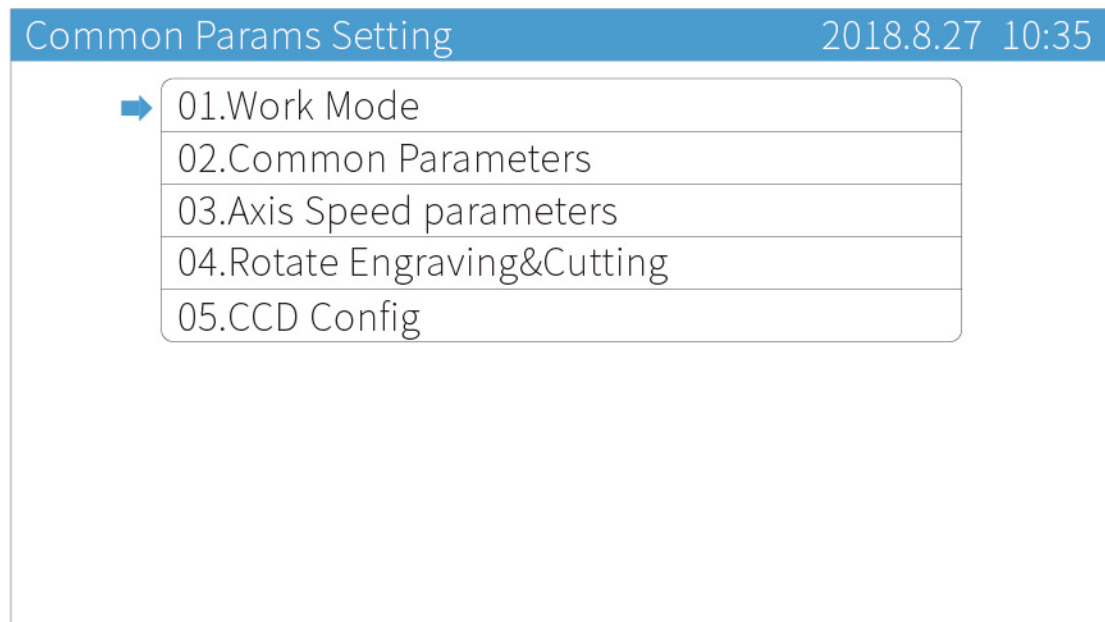 Common Params Setting 2018.8.27 10:35
01.Work Mode
02.Common Parameters
03.Axis Speed parameters
04.Rotate Engraving&Cutting
05.CCD Config